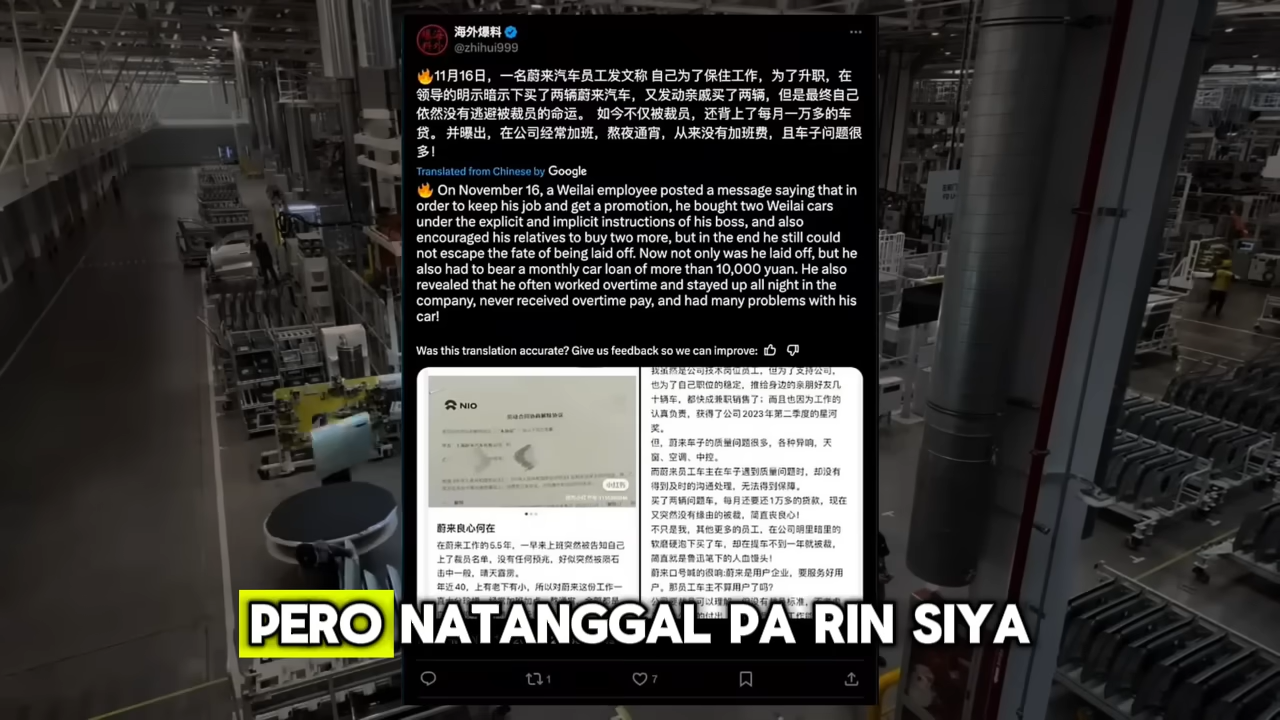 海外爆料
@zhihui999
🔥11月16日，一名蔚来汽车员工发文称 自己为了保住工作，为了升职，在
领导的明示暗示下买了两辆蔚来汽车，又发动亲戚买了两辆，但是最终自己
依然没有逃避被裁员的命运。 如今不仅被裁员，还背上了每月一万多的车
贷。 并曝出，在公司经常加班，熬夜通宵，从来没有加班费，且车子问题很
多！
Translated from Chinese by Google
🔥 On November 16, a Weilai employee posted a message saying that in
order to keep his job and get a promotion, he bought two Weilai cars
under the explicit and implicit instructions of his boss, and also
encouraged his relatives to buy two more, but in the end he still could
not escape the fate of being laid off. Now not only was he laid off, but he
also had to bear a monthly car loan of more than 10,000 yuan. He also
revealed that he often worked overtime and stayed up all night in the
company, never received overtime pay, and had many problems with his
car!
Was this translation accurate? Give us feedback so we can improve:
NIO
小红书
蔚来良心何在
在蔚来工作的5.5年，一早来上班突然被告知自己
上了裁员名单，没有任何预兆，好似突然被陨石
击中一般，晴天霹雳。
年近40，上有老下有小，所以对蔚来这份工作一
我虽然是公司技术岗位员工，但为了支持公司，
也为了自己职位的稳定，推给身边的亲朋好友几
十辆车，都快成兼职销售了；而且也因为工作的
认真负责，获得了公司2023年第二季度的星河
奖。
但，蔚来车子的质量问题很多，各种异响，天
窗、空调、中控。
而蔚来员工车主在车子遇到质量问题时，却没有
得到及时的沟通处理，无法得到保障。
买了两辆问题车，每月还要还1万多的贷款，现在
又突然没有缘由的被裁，简直丧良心！
不只是我，其他更多的员工，在公司明里暗里的
软磨硬泡下买了车，却在提车不到一年就被裁，
简直就是鲁迅笔下的人血馒头！
蔚来口号喊的很响:蔚来是用户企业，要服务好用
户。那员工车主不算用户了吗？
PERO NATANGGAL PA RIN SIYA
1
7